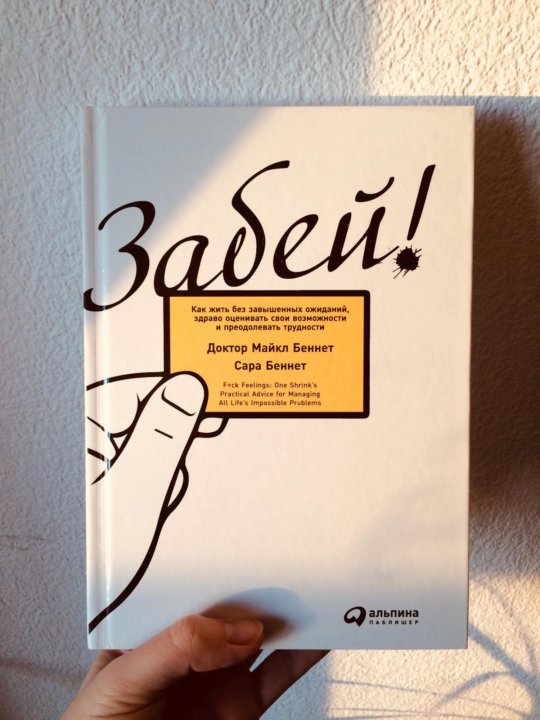 Забей!
Как жить без завышенных ожиданий,
здраво оценивать свои возможности
и преодолевать трудности
Доктор Майкл Беннет
Сара Беннет
F*ck Feelings: One Shrink's
Practical Advice for Managing
All Life's Impossible Problems
альпина
ПАБЛИШЕР